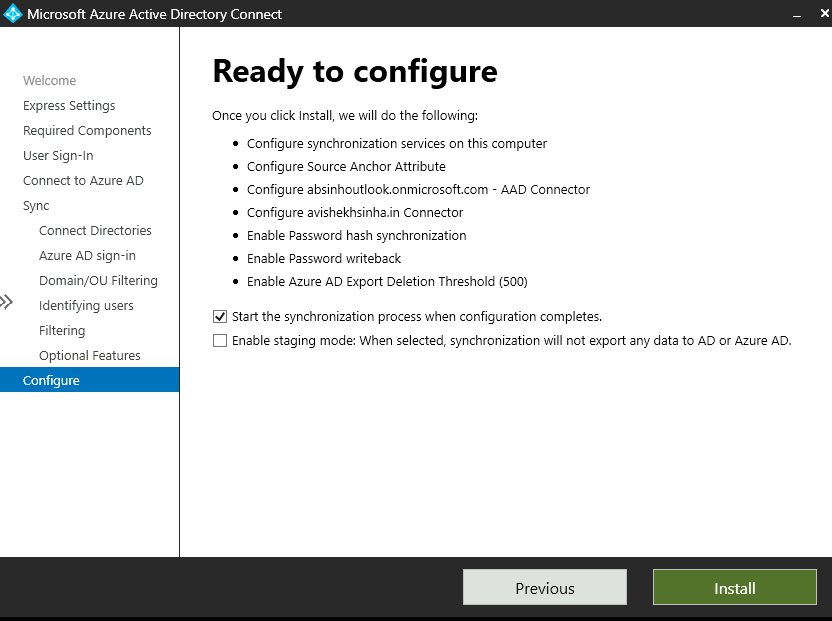 Microsoft Azure Active Directory Connect
Welcome
Express Settings
Required Components
User Sign-In
Connect to Azure AD
Sync
Connect Directories
Azure AD sign-in
Domain/OU Filtering
Identifying users
Filtering
Optional Features
Configure
Ready to configure
Once you click Install, we will do the following:
Configure synchronization services on this computer
Configure Source Anchor Attribute
Configure absinhoutlook.onmicrosoft.com - AAD Connector
Configure avishekhsinha.in Connector
Enable Password hash synchronization
Enable Password writeback
Enable Azure AD Export Deletion Threshold (500)
Start the synchronization process when configuration completes.
Enable staging mode: When selected, synchronization will not export any data to AD or Azure AD.
Previous
Install